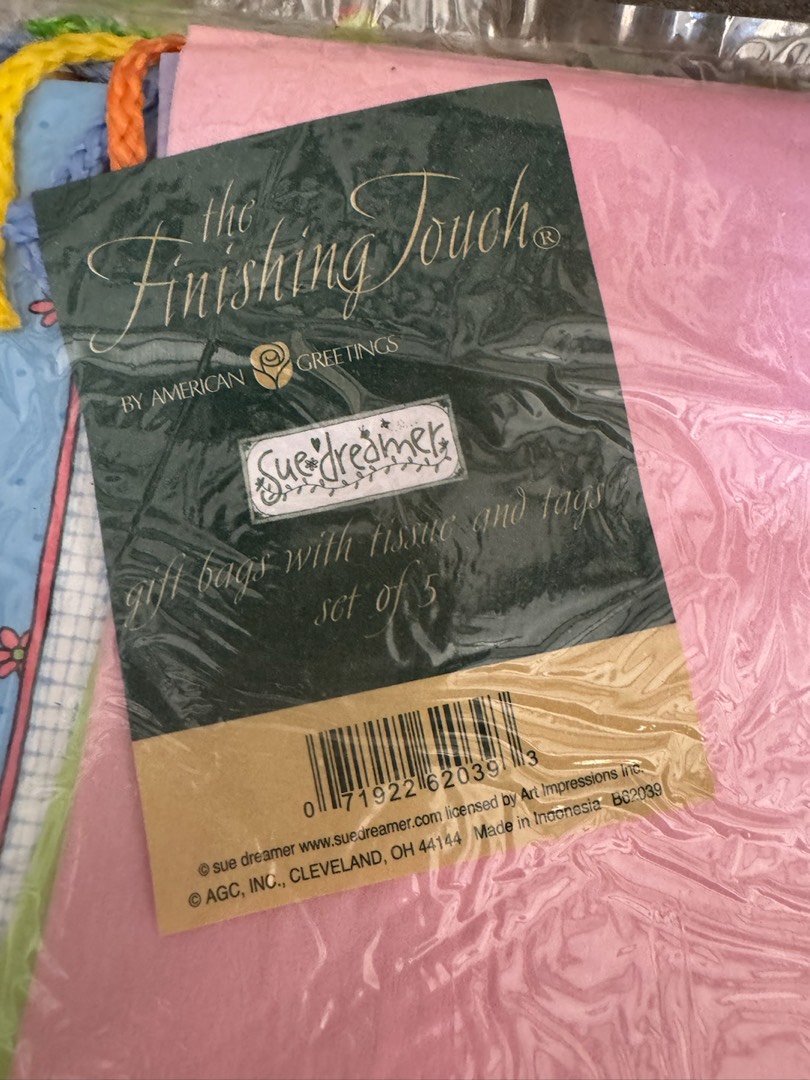 the
Finishing Touch®
BY AMERICAN GREETINGS
sue dreamer
gift bags with tissue and tags
set of 5
0 71922 62039 3
© sue dreamer www.suedreamer.com licensed by Art Impressions Inc.
© AGC, INC., CLEVELAND, OH 44144 Made in Indonesia B62039